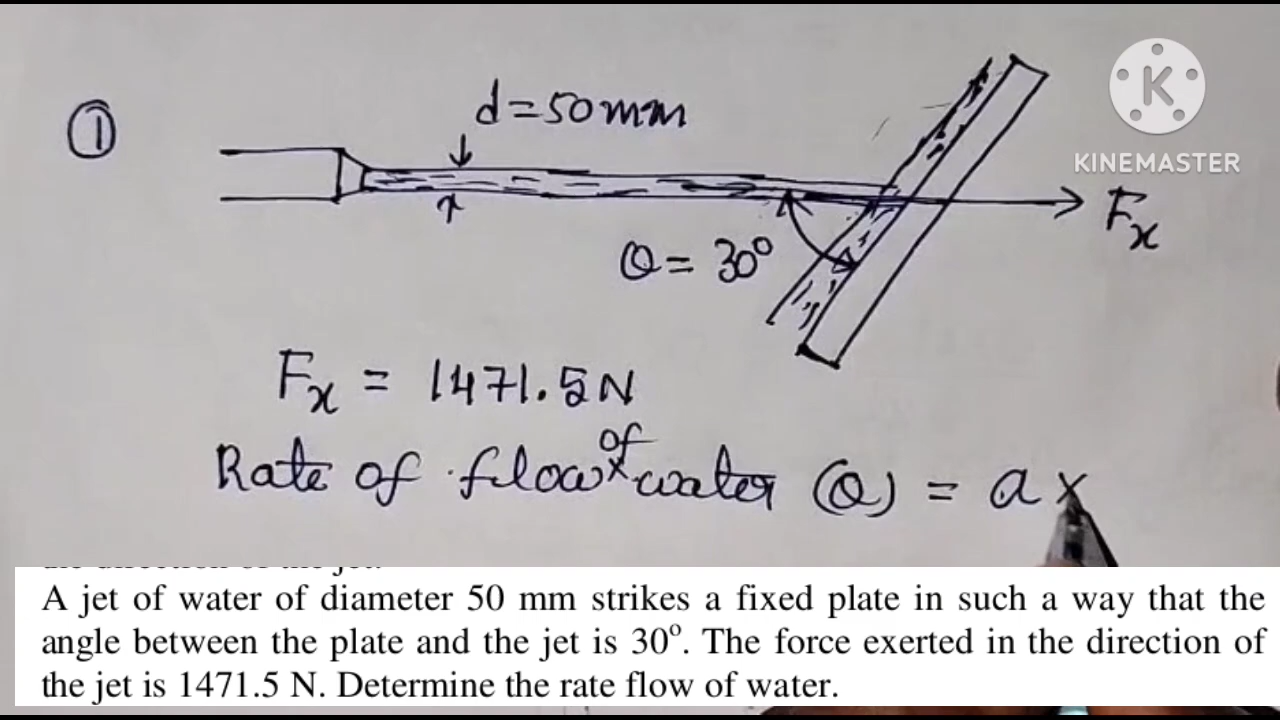 ① d=50mm
KINEMASTER
Fx
θ = 30°
Fx = 1471.5N
Rate of flow of water (Q) = a x
A jet of water of diameter 50 mm strikes a fixed plate in such a way that the
angle between the plate and the jet is 30°. The force exerted in the direction of
the jet is 1471.5 N. Determine the rate flow of water.